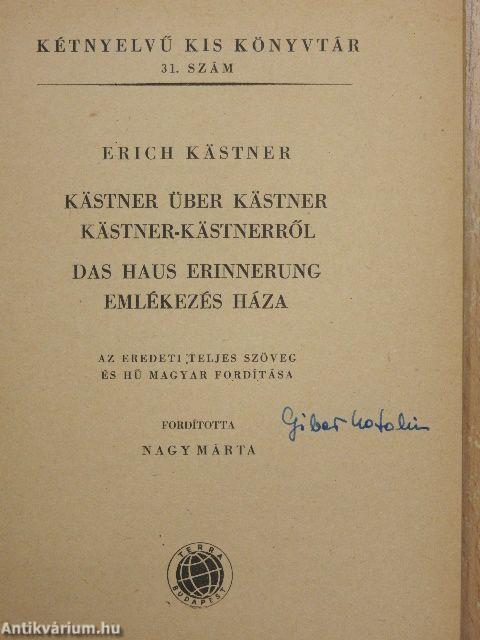 KÉTNYELVŰ KIS KÖNYVTÁR
31. SZÁM
ERICH KÄSTNER
KÄSTNER ÜBER KÄSTNER
KÄSTNER-KÄSTNERRŐL
DAS HAUS ERINNERUNG
EMLÉKEZÉS HÁZA
AZ EREDETI TELJES SZÖVEG
ÉS HŰ MAGYAR FORDÍTÁSA
FORDÍTOTTA
NAGY MÁRTA
TERRA
BUDAPEST
Antikvárium.hu